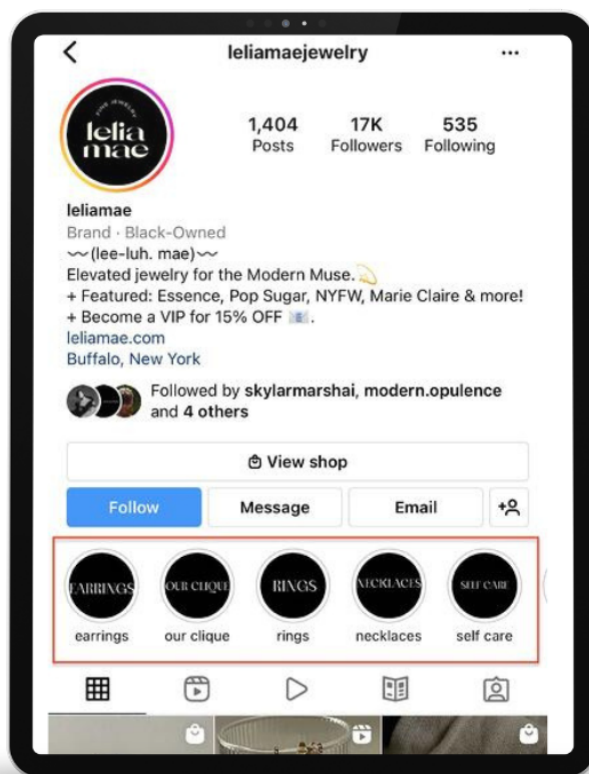 leliamaejewelry
FINE JEWELRY
lelia
mae
1,404 17K 535
Posts Followers Following
leliamae
Brand · Black-Owned
〰(lee-luh. mae)〰
Elevated jewelry for the Modern Muse.💫
+ Featured: Essence, Pop Sugar, NYFW, Marie Claire & more!
+ Become a VIP for 15% OFF 📧.
leliamae.com
Buffalo, New York
Followed by skylarmarshai, modern.opulence
and 4 others
View shop
Follow Message Email
EARRINGS OUR CLIQUE RINGS NECKLACES SELF CARE
earrings our clique rings necklaces self care